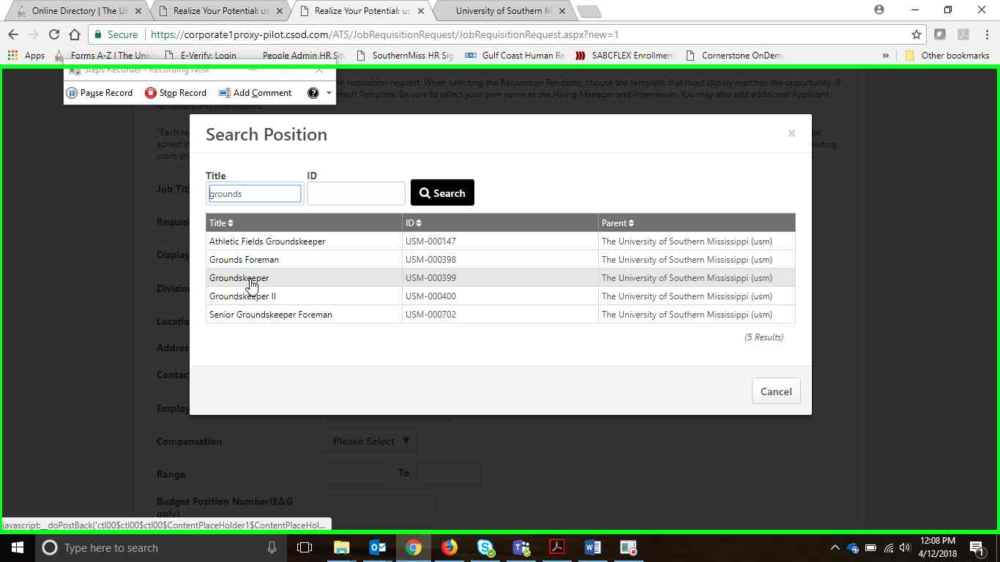 Online Directory | The Ur
Realize Your Potential: us
Realize Your Potential: us
University of Southern M
Secure
https://corporate1proxy-pilot.csod.com/ATS/JobRequisitionRequest/JobRequisitionRequest.aspx?new=1
Apps
Forms A-Z | The Univ
E-Verify: Login
People Admin HR Site
SouthernMiss HR Sig
Gulf Coast Human Re
SABCFLEX Enrollment
Cornerstone OnDema
»
Other bookmarks
Steps Recorder - Recording Now
Pause Record
Stop Record
Add Comment
e requisition request. When selecting the Requisition Template, choose the template that most closely matches the opportunity. If
efault Template. Be sure to select your own name as the Hiring Manager and Interviewer. You may also add additional Applicant
Reviewers and Interviewers.
*Each re
be
added in
ruiting
users sh
Search Position
x
Title
ID
grounds
Search
Title
ID
Parent
Athletic Fields Groundskeeper
USM-000147
The University of Southern Mississippi (usm)
Grounds Foreman
USM-000398
The University of Southern Mississippi (usm)
Groundskeeper
USM-000399
The University of Southern Mississippi (usm)
Groundskeeper II
USM-000400
The University of Southern Mississippi (usm)
Senior Groundskeeper Foreman
USM-000702
The University of Southern Mississippi (usm)
(5 Results)
Cancel
Job Titl
Requisi
Display
Division
Locatio
Addres
Contac
Employ
Compensation
Please Select
Range
To
Budget Position Number(E&G
only)
javascript:__doPostBack('ctl00$ctl00$ctl00$ContentPlaceHolder1$ContentPlaceHol...
Type here to search
12:08 PM
4/12/2018
1